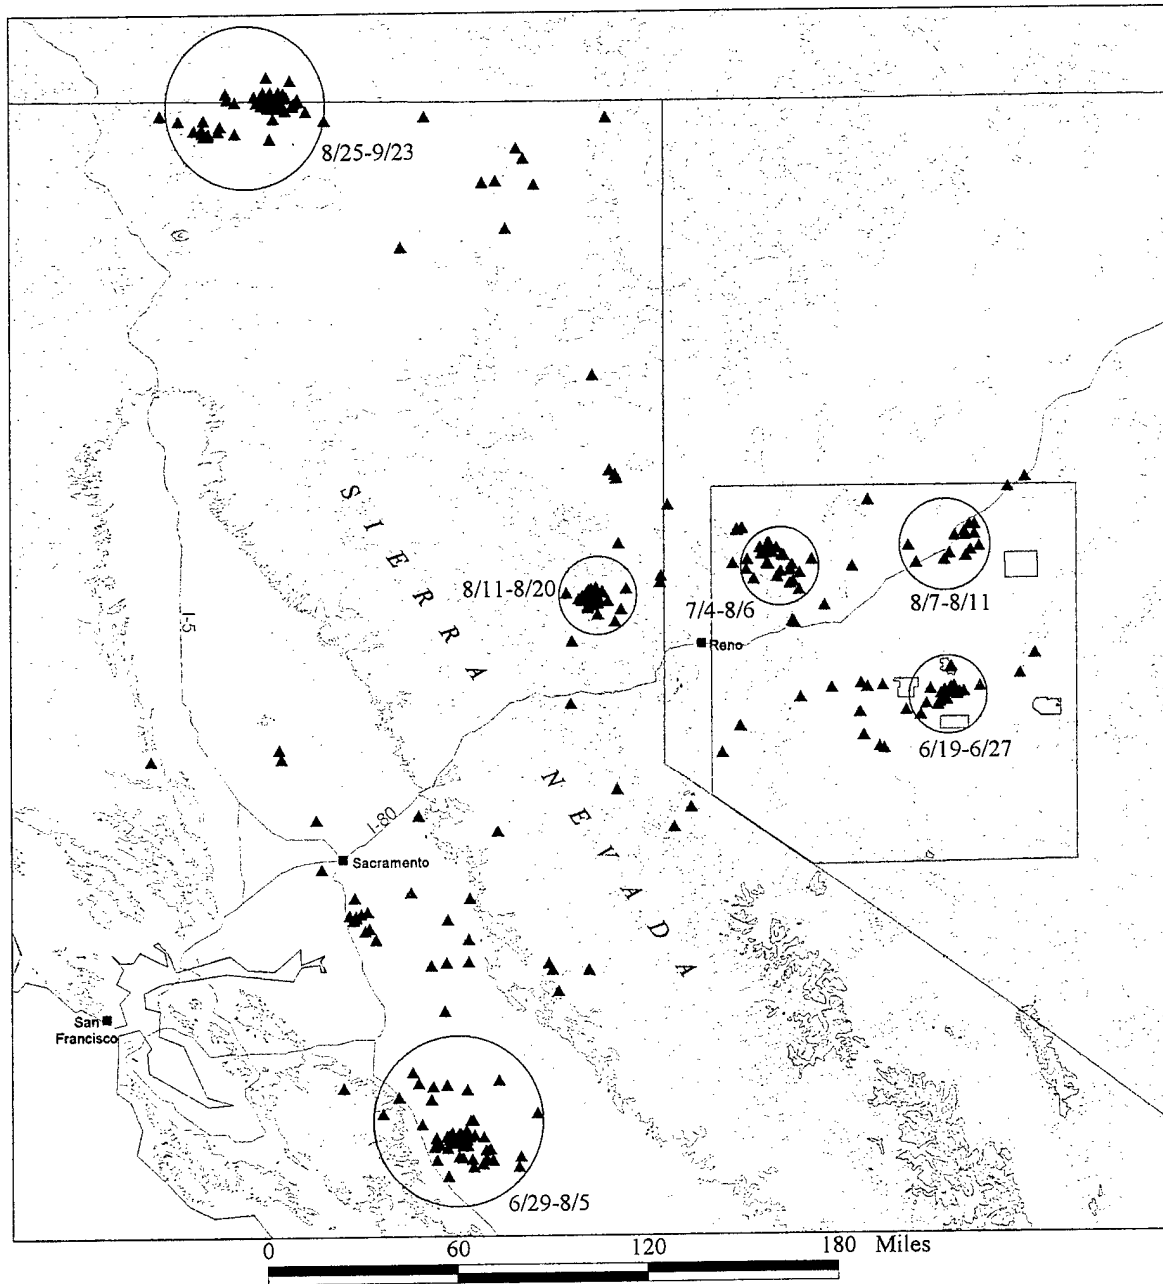 8/25-9/23
SIERRA
8/11-8/20
7/4-8/6
8/7-8/11
I-5
Reno
6/19-6/27
NEVADA
I-80
Sacramento
San
Francisco
6/29-8/5
0 60 120 180 Miles